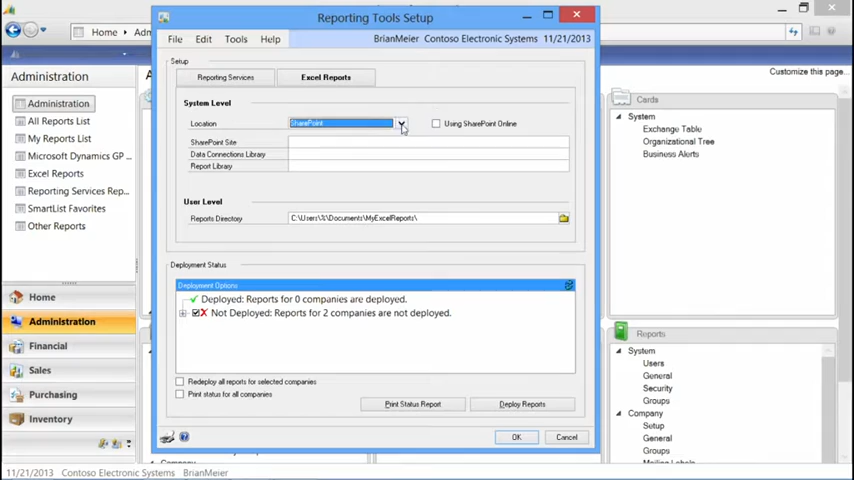 Reporting Tools Setup
Home
Adm
File Edit Tools Help
BrianMeier Contoso Electronic Systems 11/21/2013
Customize this page...
Administration
Administration
All Reports List
My Reports List
Microsoft Dynamics GP ...
Excel Reports
Reporting Services Rep...
SmartList Favorites
Other Reports
Home
Administration
Financial
Sales
Purchasing
Inventory
Setup
Reporting Services
Excel Reports
System Level
Location
SharePoint
Using SharePoint Online
SharePoint Site
Data Connections Library
Report Library
User Level
Reports Directory
C:\Users\%\Documents\MyExcelReports\
Deployment Status
Deployment Options
Deployed: Reports for 0 companies are deployed.
Not Deployed: Reports for 2 companies are not deployed.
Redeploy all reports for selected companies
Print status for all companies
Print Status Report
Deploy Reports
OK
Cancel
Cards
System
Exchange Table
Organizational Tree
Business Alerts
Reports
System
Users
General
Security
Groups
Company
Setup
General
Groups
Mailing Labels
11/21/2013 Contoso Electronic Systems BrianMeier